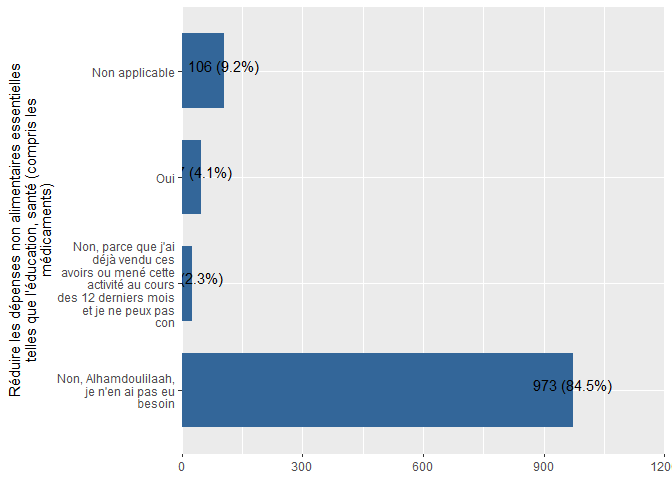 Réduire les dépenses non alimentaires essentielles
telles que l'éducation, santé (compris les
médicaments)
Non applicable
106 (9.2%)
Oui
(4.1%)
Non, parce que j'ai
déjà vendu ces
avoirs ou mené cette
activité au cours
des 12 derniers mois
et je ne peux pas
con
(2.3%)
Non, Alhamdoulilaah,
je n'en ai pas eu
besoin
973 (84.5%)
0
300
600
900